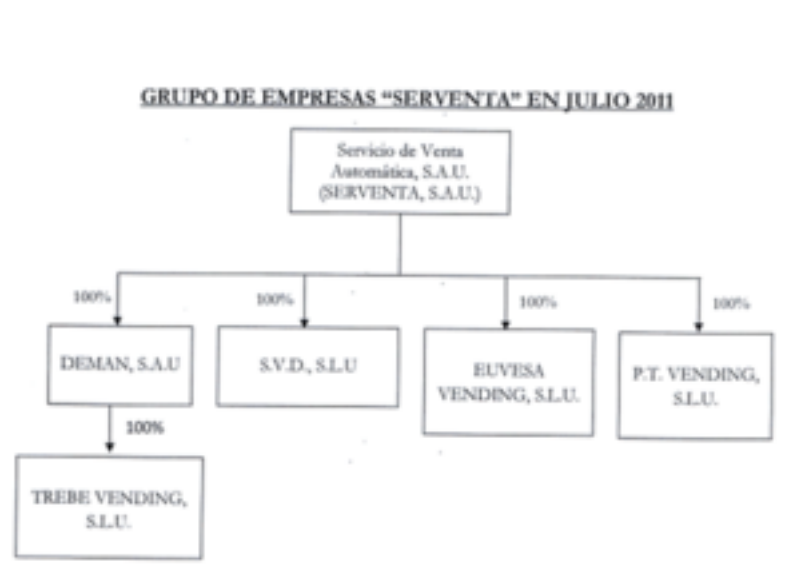 GRUPO DE EMPRESAS “SERVENTA” EN JULIO 2011
Servicio de Venta
Automática, S.A.U.
(SERVENTA, S.A.U.)
100%
100%
100%
100%
DEMAN, S.A.U
S.V.D., S.L.U
EUVESA
VENDING, S.L.U.
P.T. VENDING,
S.L.U.
100%
TREBE VENDING,
S.L.U.